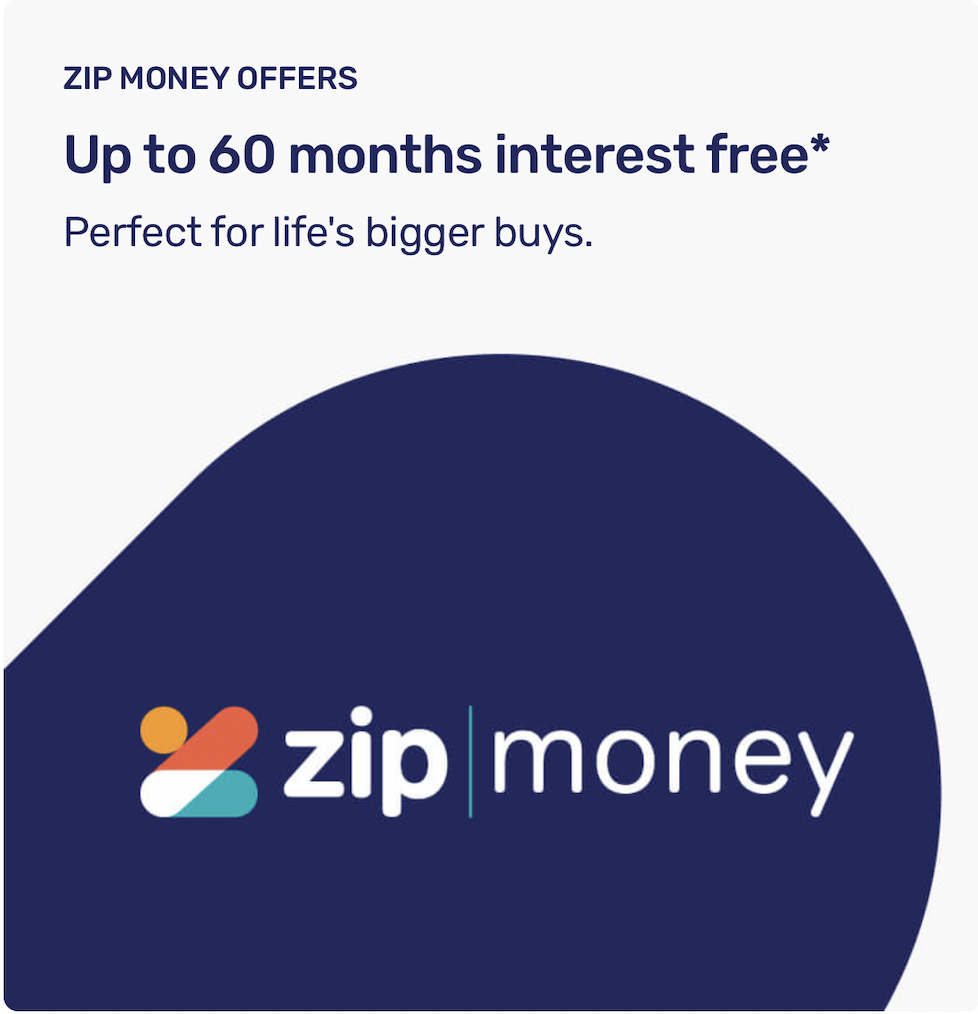 ZIP MONEY OFFERS
Up to 60 months interest free*
Perfect for life's bigger buys.
zip | money